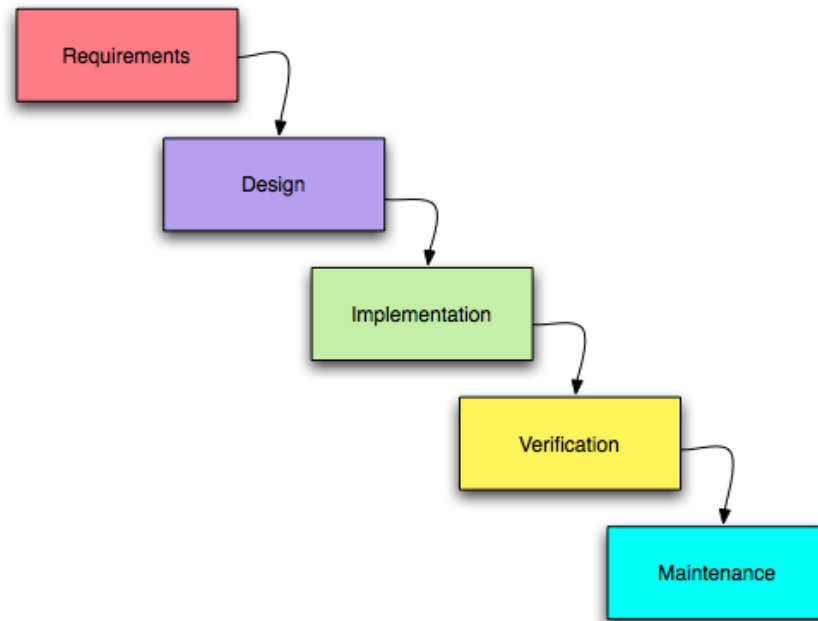 Requirements
Design
Implementation
Verification
Maintenance